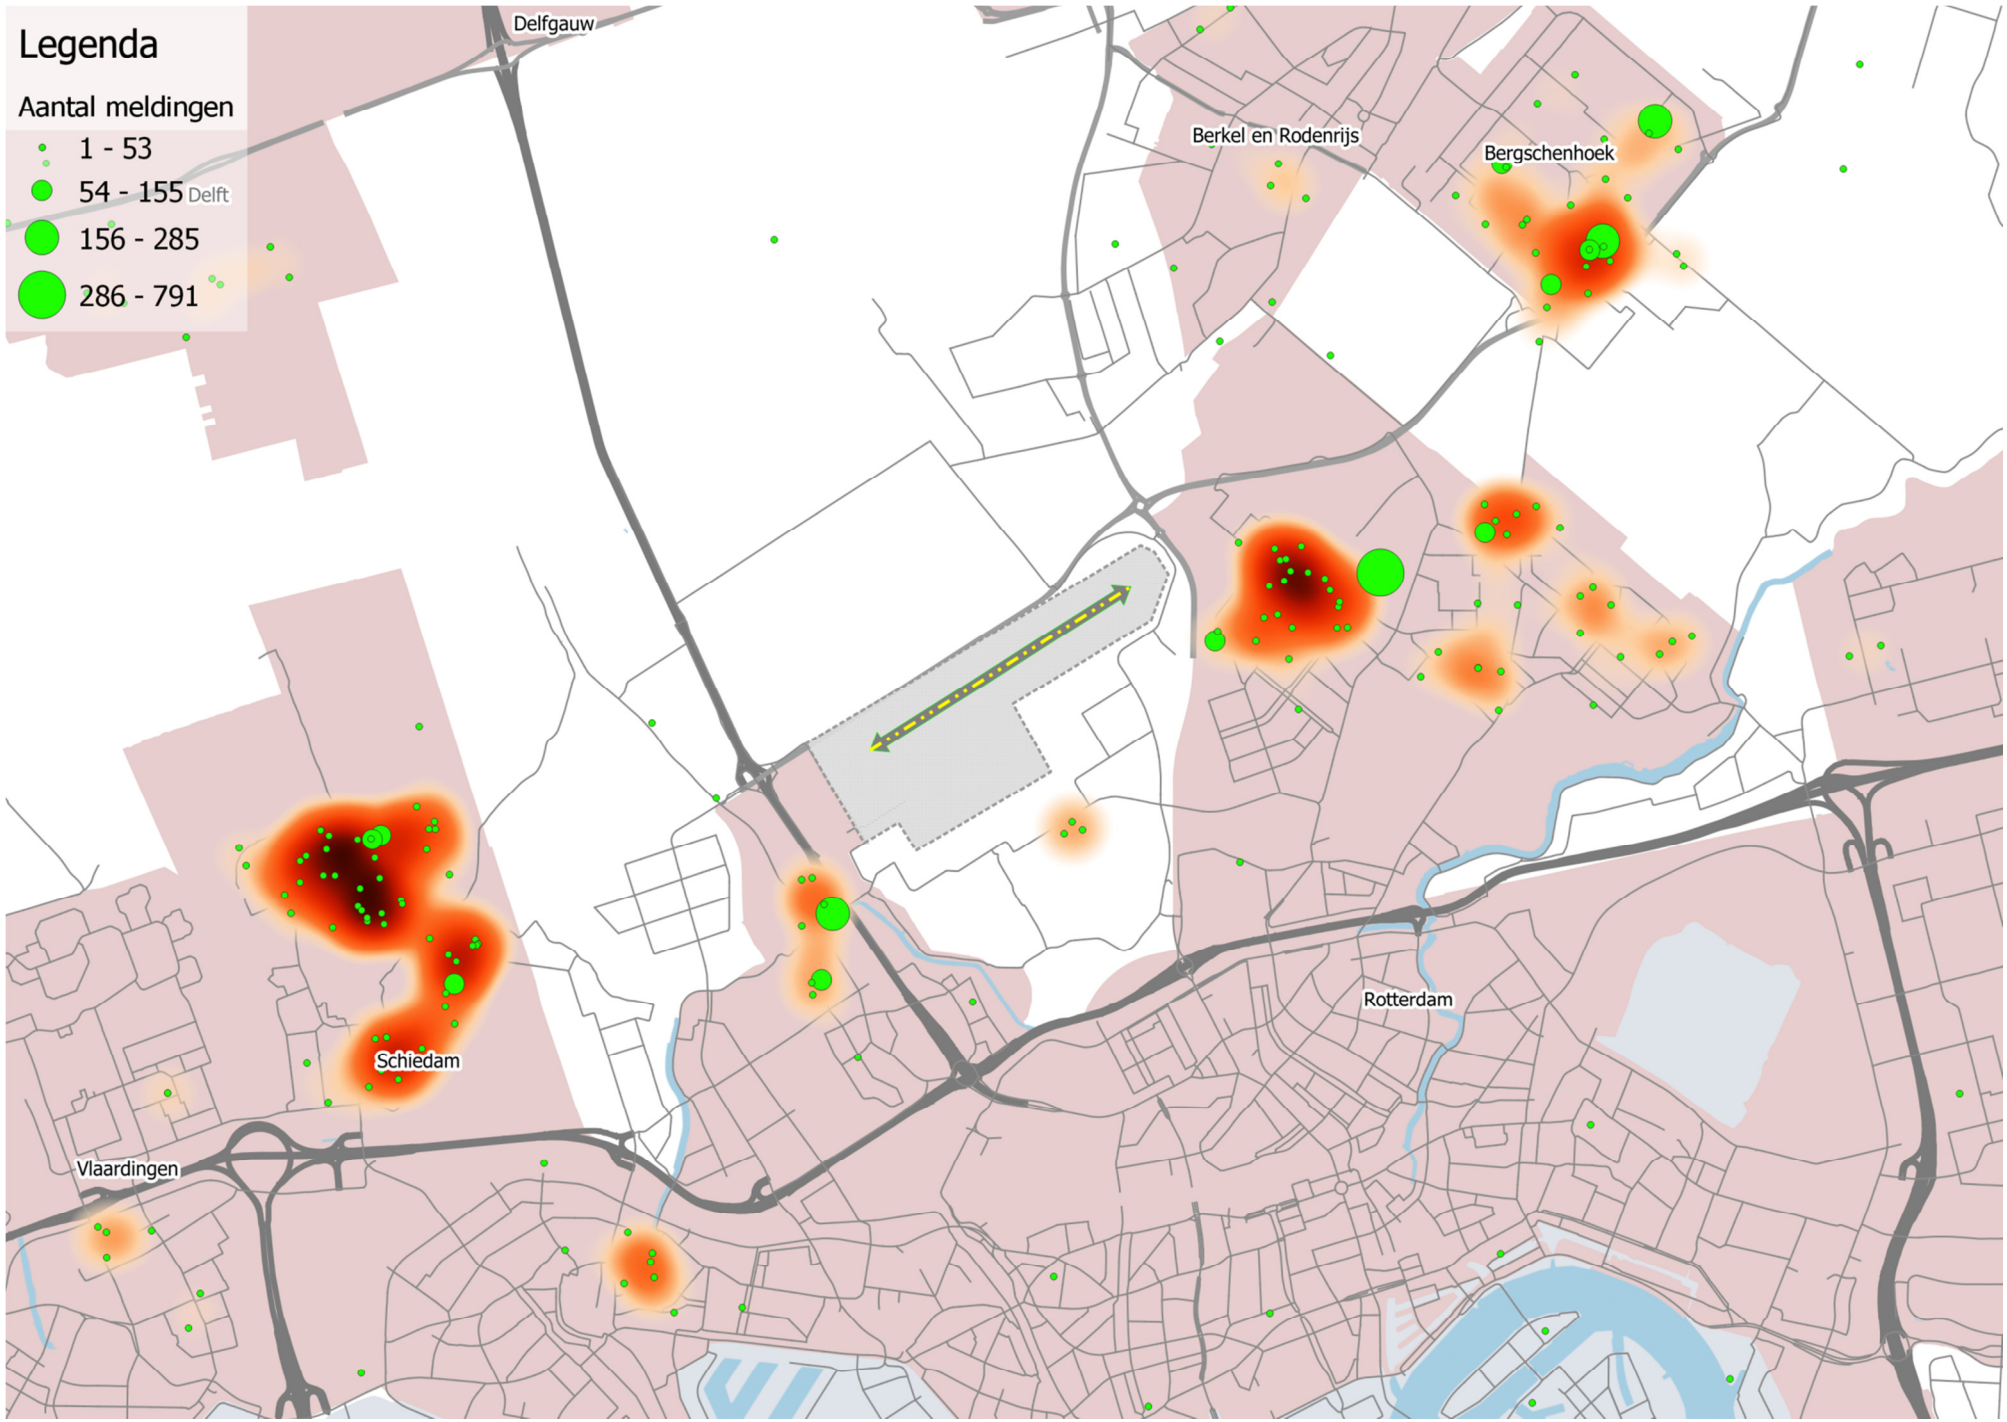 Delfgauw
Legenda
Aantal meldingen
1 - 53
54 - 155
Delft
156 - 285
286 - 791
Berkel en Rodenrijs
Bergschenhoek
Rotterdam
Schiedam
Vlaardingen